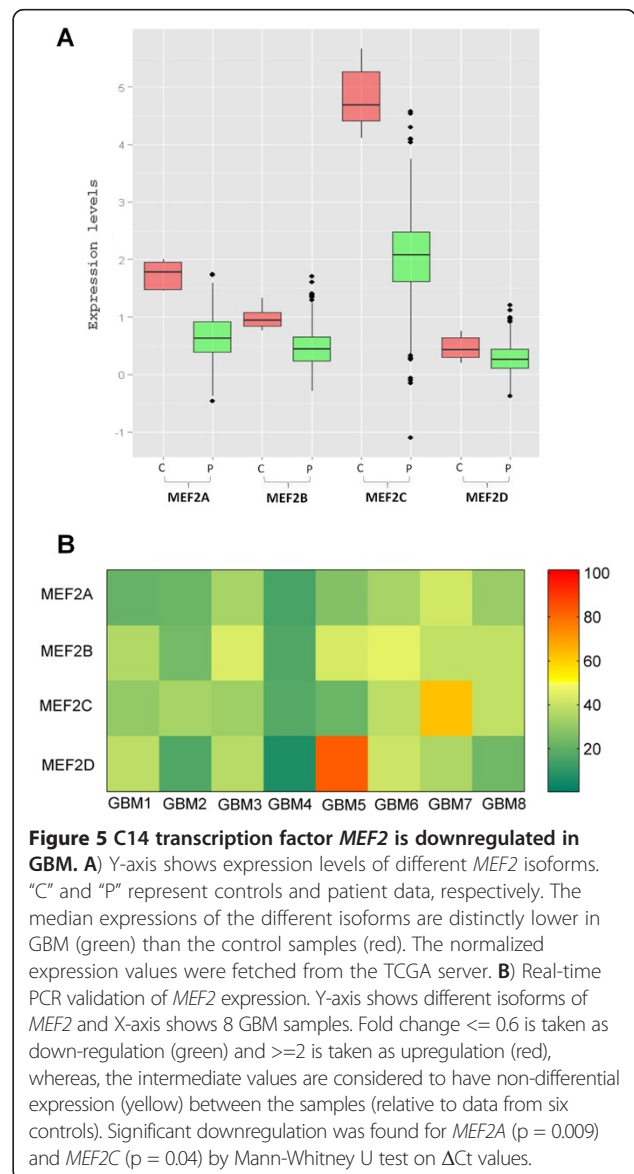 A
Expression levels
5
4
3
2
1
0
-1
C P C P C P C P
MEF2A MEF2B MEF2C MEF2D
B
MEF2A
MEF2B
MEF2C
MEF2D
GBM1 GBM2 GBM3 GBM4 GBM5 GBM6 GBM7 GBM8
100
80
60
40
20
Figure 5 C14 transcription factor MEF2 is downregulated in
GBM. A) Y-axis shows expression levels of different MEF2 isoforms.
“C” and “P” represent controls and patient data, respectively. The
median expressions of the different isoforms are distinctly lower in
GBM (green) than the control samples (red). The normalized
expression values were fetched from the TCGA server. B) Real-time
PCR validation of MEF2 expression. Y-axis shows different isoforms of
MEF2 and X-axis shows 8 GBM samples. Fold change <= 0.6 is taken as
down-regulation (green) and >=2 is taken as upregulation (red),
whereas, the intermediate values are considered to have non-differential
expression (yellow) between the samples (relative to data from six
controls). Significant downregulation was found for MEF2A (p = 0.009)
and MEF2C (p = 0.04) by Mann-Whitney U test on ΔCt values.